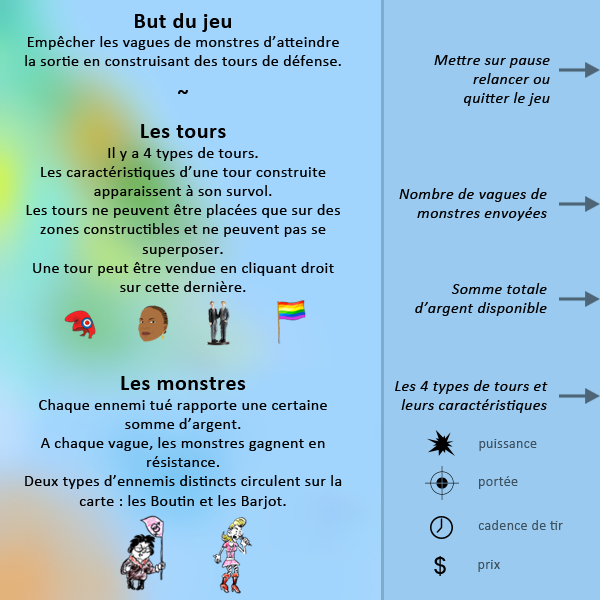 But du jeu
Empêcher les vagues de monstres d’atteindre
la sortie en construisant des tours de défense.
~
Les tours
Il y a 4 types de tours.
Les caractéristiques d’une tour construite
apparaissent à son survol.
Les tours ne peuvent être placées que sur des
zones constructibles et ne peuvent pas se
superposer.
Une tour peut être vendue en cliquant droit
sur cette dernière.
Les monstres
Chaque ennemi tué rapporte une certaine
somme d’argent.
A chaque vague, les monstres gagnent en
résistance.
Deux types d’ennemis distincts circulent sur la
carte : les Boutin et les Barjot.
Mettre sur pause
relancer ou
quitter le jeu
Nombre de vagues de
monstres envoyées
Somme totale
d’argent disponible
Les 4 types de tours et
leurs caractéristiques
puissance
portée
cadence de tir
$ prix